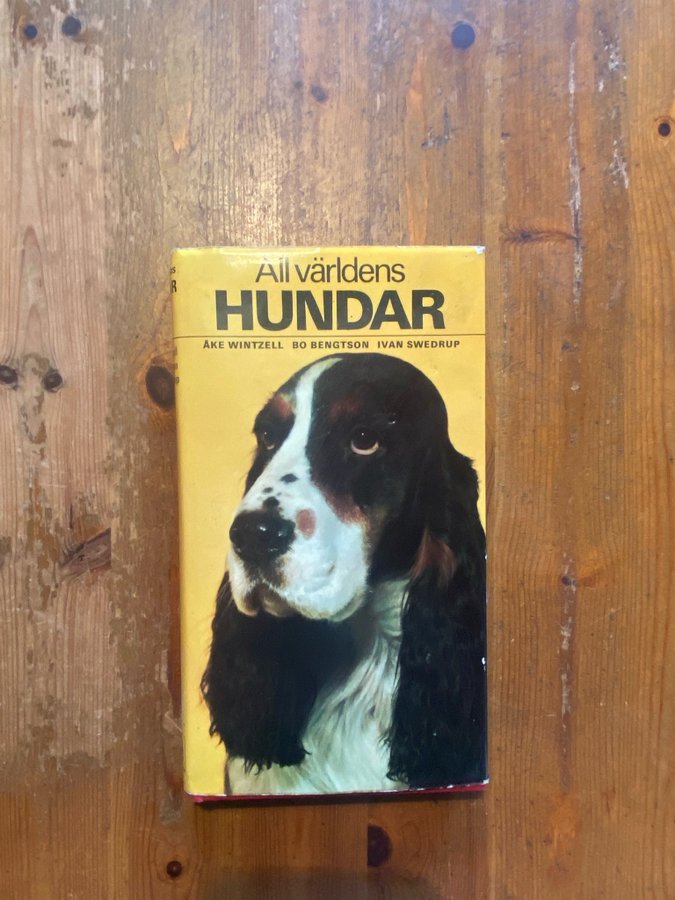 All världens
HUNDAR
ÅKE WINTZELL BO BENGTSON IVAN SWEDRUP